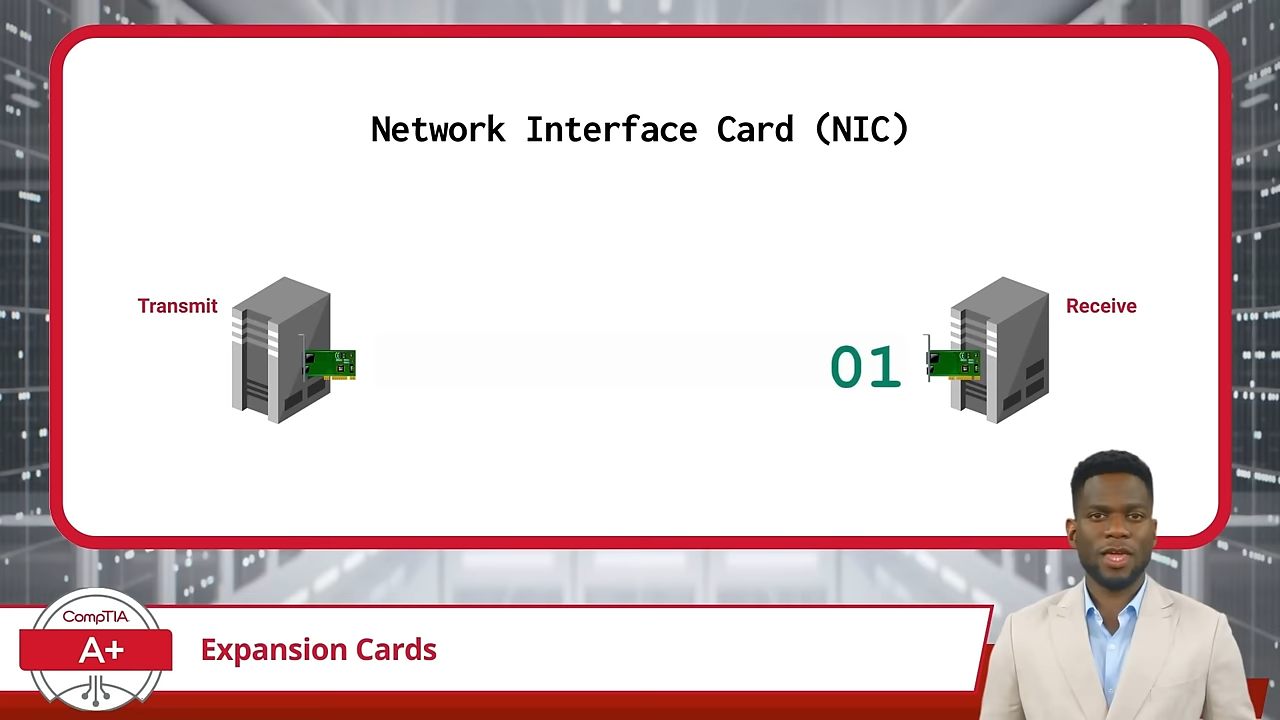 Network Interface Card (NIC)
Transmit
Receive
01
CompTIA
A+
Expansion Cards